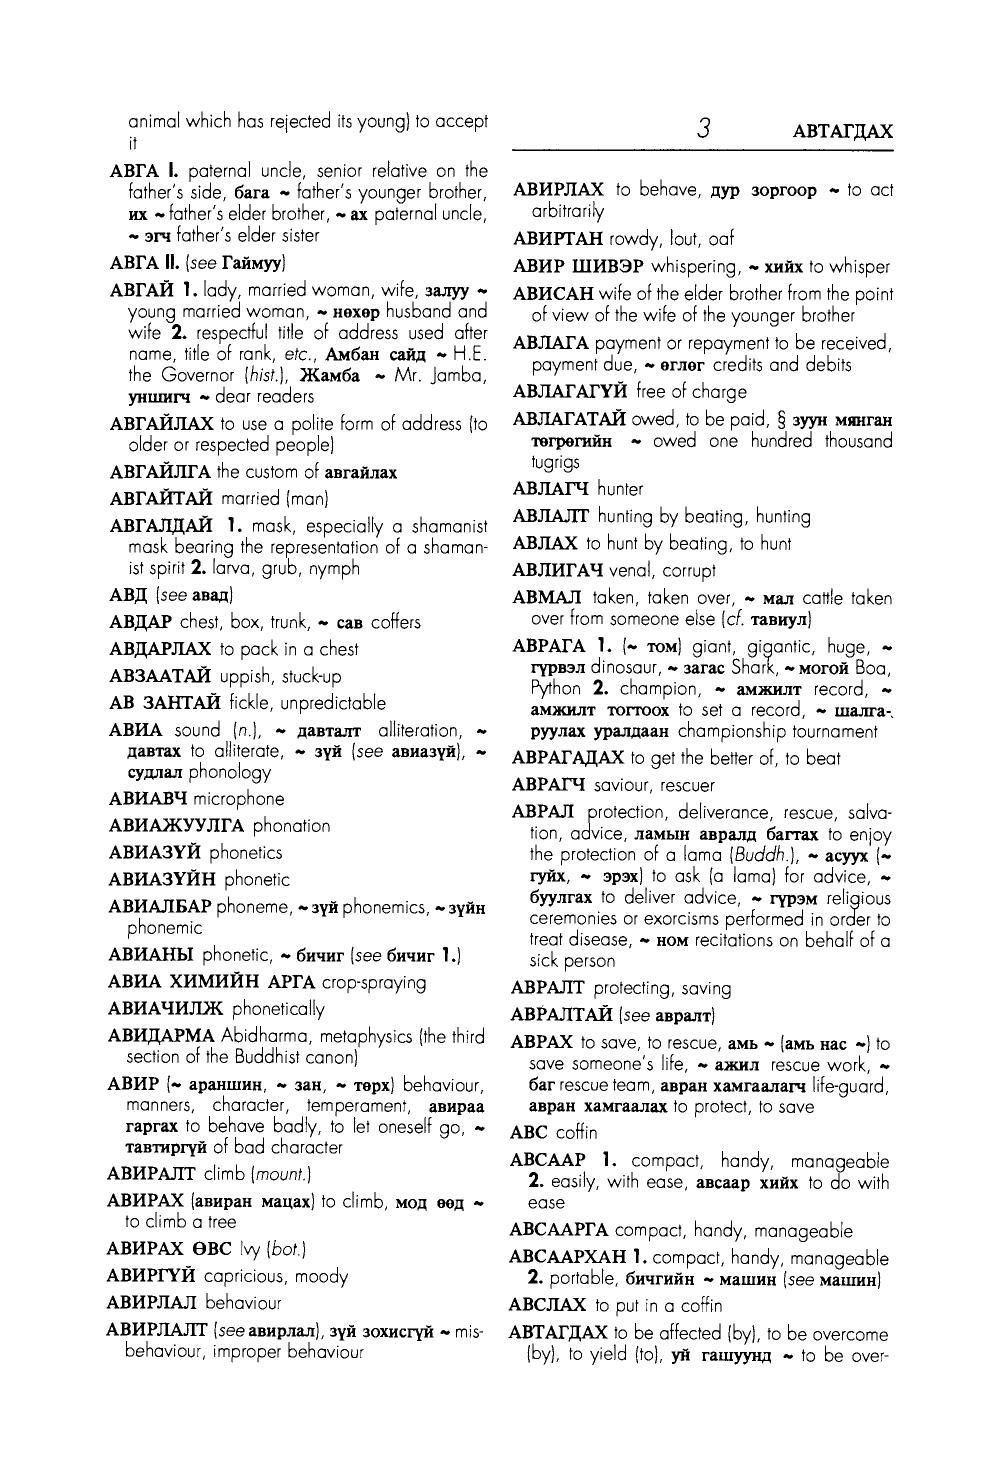 animal which has rejected its young) to accept
it
АВГА I. paternal uncle, senior relative on the
father's side, бага ~ father's younger brother,
их ~ father's elder brother, ~ ах paternal uncle,
~ эгч father's elder sister
АВГА II. (see Гаймуу)
АВГАЙ 1. lady, married woman, wife, залуу ~
young married woman, ~ нөхөр husband and
wife 2. respectful title of address used after
name, title of rank, etc., Амбан сайд ~ H.E.
the Governor (hist.), Жамба ~ Mr. Jamba,
уншигч ~ dear readers
АВГАЙЛАХ to use a polite form of address (to
older or respected people)
АВГАЙЛГА the custom of авгайлах
АВГАЙТАЙ married (man)
АВГАЛДАЙ 1. mask, especially a shamanist
mask bearing the representation of a shaman-
ist spirit 2. larva, grub, nymph
АВД (see авад)
АВДАР chest, box, trunk, ~ сав coffers
АВДАРЛАХ to pack in a chest
АВЗААТАЙ uppish, stuck-up
АВ ЗАНТАЙ fickle, unpredictable
АВИА sound (n.), ~ давталт alliteration, ~
давтах to alliterate, ~ зүй (see авиазүй), ~
судлал phonology
АВИАВЧ microphone
АВИАЖУУЛГА phonation
АВИАЗҮЙ phonetics
АВИАЗҮЙН phonetic
АВИАЛБАР phoneme, ~ зүй phonemics, ~ зүйн
phonemic
АВИАНЫ phonetic, ~ бичиг (see бичиг 1.)
АВИА ХИМИЙН АРГА crop-spraying
АВИАЧИЛЖ phonetically
АВИДАРМА Abidharma, metaphysics (the third
section of the Buddhist canon)
АВИР (~ араншин, ~ зан, ~ төрх) behaviour,
manners, character, temperament, авираа
гаргах to behave badly, to let oneself go, ~
тавтиргүй of bad character
АВИРАЛТ climb (mount.)
АВИРАХ (авиран мацах) to climb, мод өөд ~
to climb a tree
АВИРАХ ӨВС Ivy (bot.)
АВИРГҮЙ capricious, moody
АВИРЛАЛ behaviour
АВИРЛАЛТ (see авирлал), зүй зохисгүй ~ mis-
behaviour, improper behaviour
3 АВТАГДАХ
АВИРЛАХ to behave, дур зоргоор ~ to act
arbitrarily
АВИРТАН rowdy, lout, oaf
АВИР ШИВЭР whispering, ~ хийх to whisper
АВИСАН wife of the elder brother from the point
of view of the wife of the younger brother
АВЛАГА payment or repayment to be received,
payment due, ~ өглөг credits and debits
АВЛАГАГҮЙ free of charge
АВЛАГАТАЙ owed, to be paid, § зуун мянган
төгрөгийн ~ owed one hundred thousand
tugrigs
АВЛАГЧ hunter
АВЛАЛТ hunting by beating, hunting
АВЛАХ to hunt by beating, to hunt
АВЛИГАЧ venal, corrupt
АВМАЛ taken, taken over, ~ мал cattle taken
over from someone else (cf. тавиул)
АВРАГА 1. (~ том) giant, gigantic, huge, ~
гүрвэл dinosaur, ~ загас Shark, ~ могой Boa,
Python 2. champion, ~ амжилт record, ~
амжилт тогтоох to set a record, ~ шалга-
руулах уралдаан championship tournament
АВРАГАДАХ to get the better of, to beat
АВРАГЧ saviour, rescuer
АВРАЛ protection, deliverance, rescue, salva-
tion, advice, ламын авралд багтах to enjoy
the protection of a lama (Buddh.), ~ асуух (~
гуйх, ~ эрэх) to ask (a lama) for advice, ~
буулгах to deliver advice, ~ гүрэм religious
ceremonies or exorcisms performed in order to
treat disease, ~ ном recitations on behalf of a
sick person
АВРАЛТ protecting, saving
АВРАЛТАЙ (see авралт)
АВРАХ to save, to rescue, амь ~ (амь нас ~) to
save someone's life, ~ ажил rescue work, ~
баг rescue team, авран хамгаалагч life-guard,
авран хамгаалах to protect, to save
АВС coffin
АВСААР 1. compact, handy, manageable
2. easily, with ease, авсаар хийх to do with
ease
АВСААРГА compact, handy, manageable
АВСААРХАН 1. compact, handy, manageable
2. portable, бичгийн ~ машин (see машин)
АВСЛАХ to put in a coffin
АВТАГДАХ to be affected (by), to be overcome
(by), to yield (to), уй гашуунд ~ to be over-